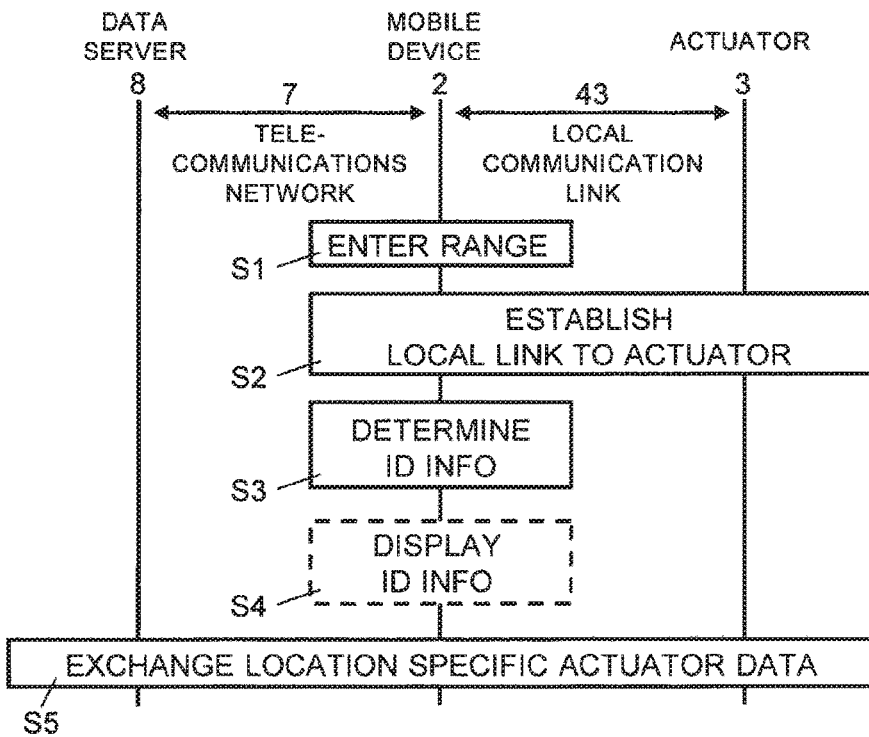 DATA
SERVER
8
MOBILE
DEVICE
2
ACTUATOR
3
7
TELE-
COMMUNICATIONS
NETWORK
43
LOCAL
COMMUNICATION
LINK
ENTER RANGE
S1
ESTABLISH
LOCAL LINK TO ACTUATOR
S2
DETERMINE
ID INFO
S3
DISPLAY
ID INFO
S4
EXCHANGE LOCATION SPECIFIC ACTUATOR DATA
S5